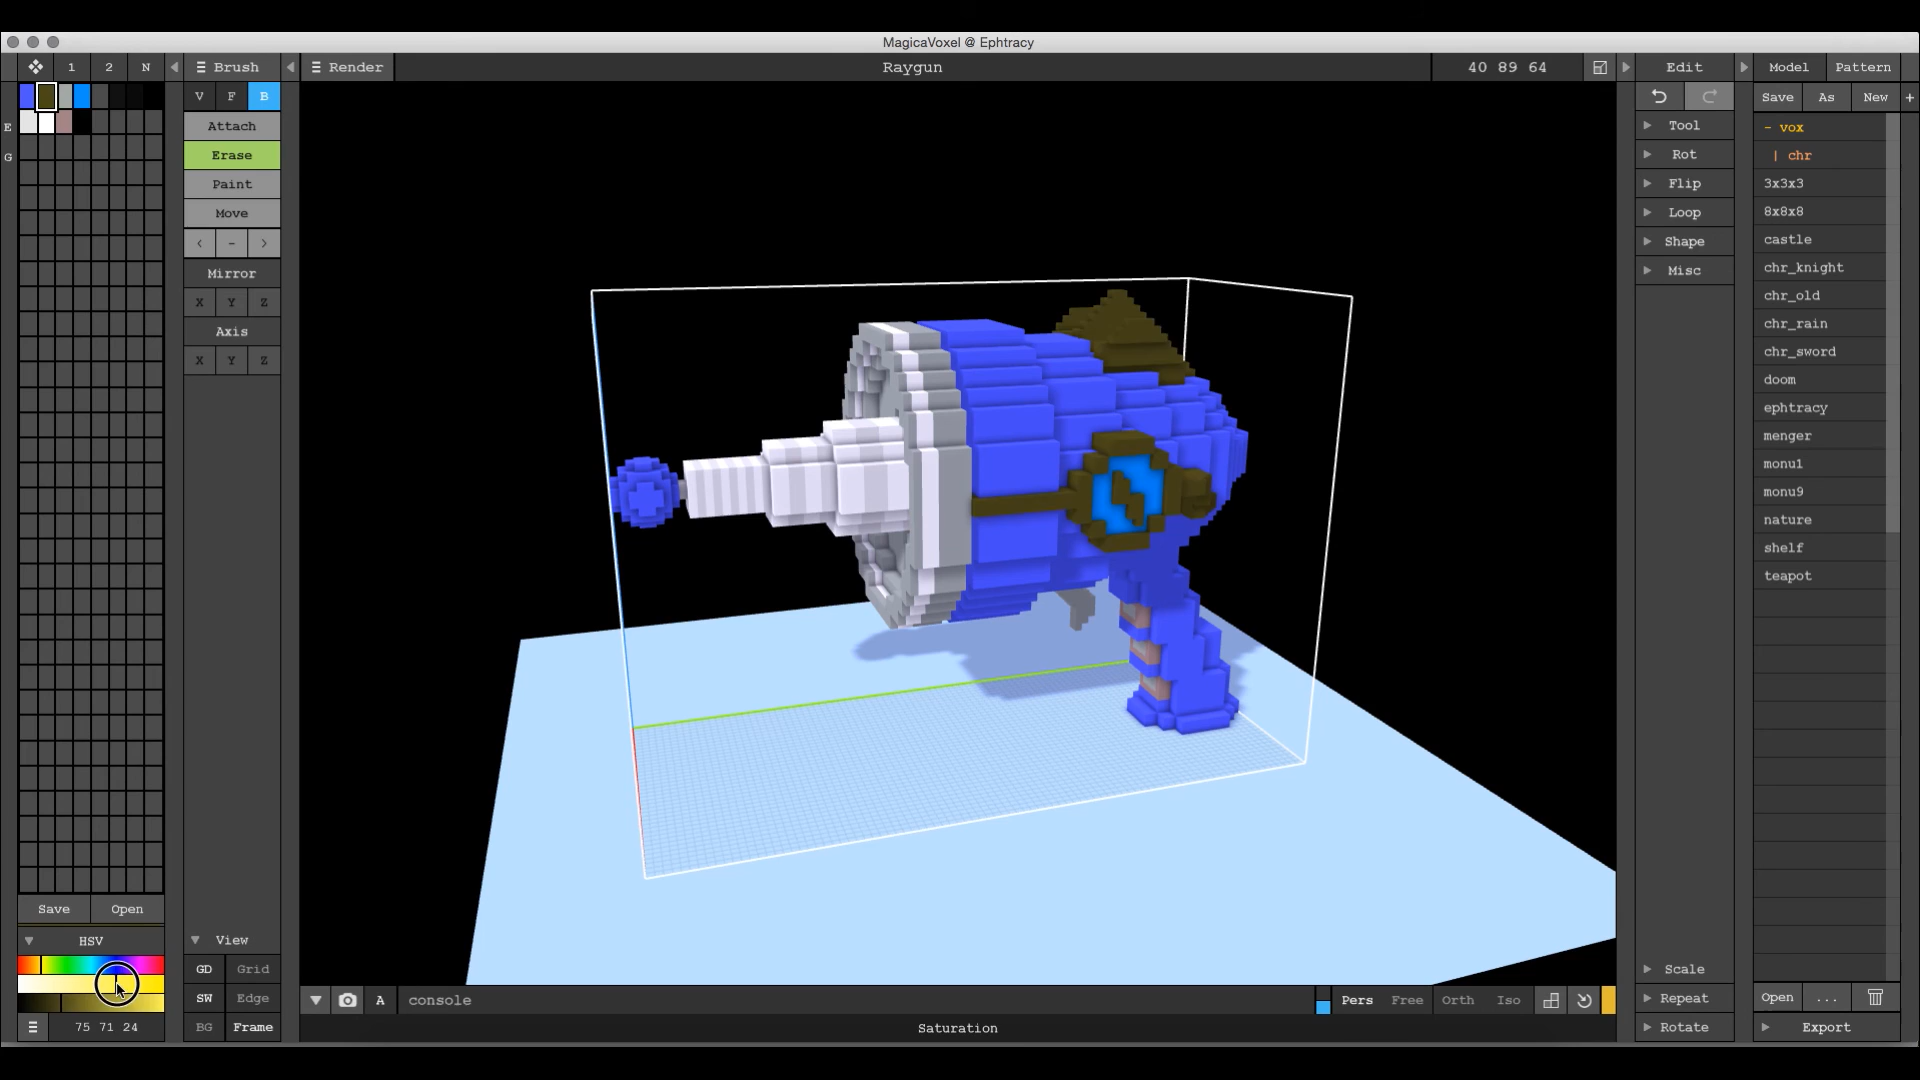 MagicaVoxel @ Ephtracy
1 2 N
Brush
Render
Raygun
40 89 64
Edit
Model Pattern
V F B
Save As New +
Attach
Tool
- vox
E
Erase
Rot
| chr
G
Paint
Flip
3x3x3
Move
Loop
8x8x8
< - >
Shape
castle
Mirror
Misc
chr_knight
X Y Z
chr_old
Axis
chr_rain
X Y Z
chr_sword
doom
ephtracy
menger
monu1
monu9
nature
shelf
teapot
Save Open
HSV
View
GD Grid
Scale
SW Edge
A console
Pers Free Orth Iso
Repeat
Open ...
75 71 24
BG Frame
Saturation
Rotate
Export